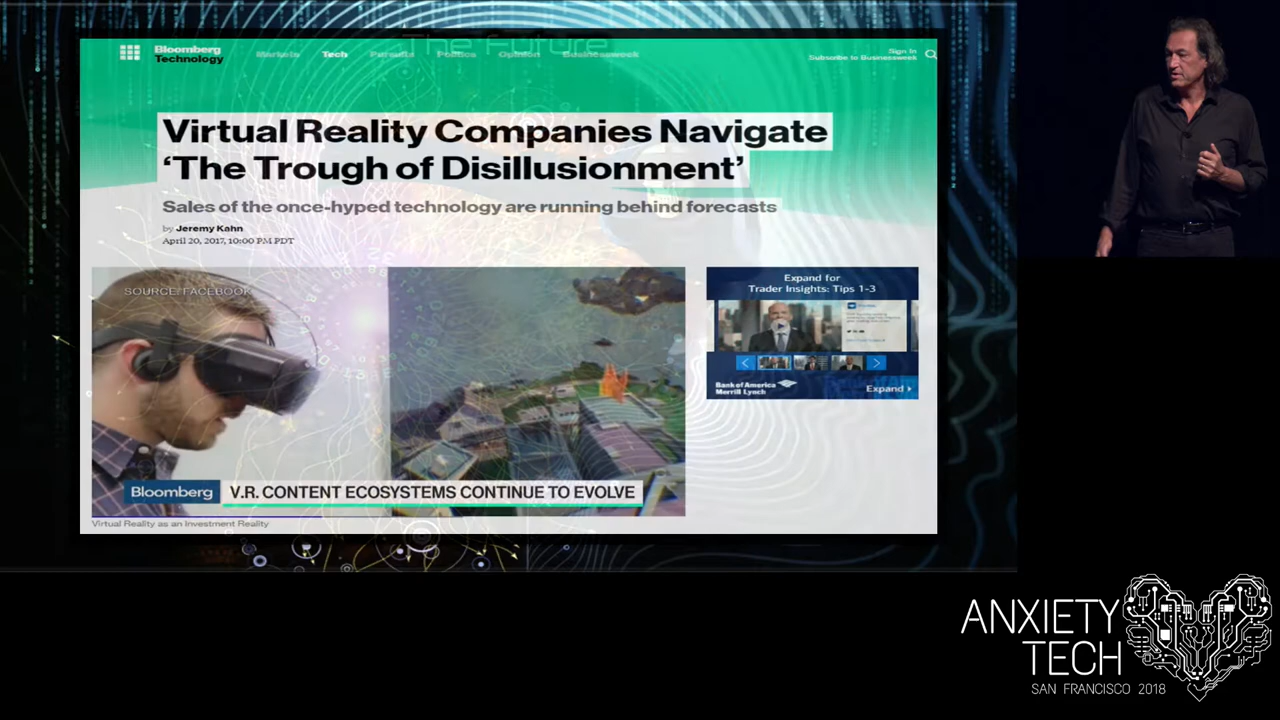 The Future
Bloomberg
Technology
Markets
Tech
Pursuits
Politics
Opinion
Businessweek
Sign In
Subscribe to Businessweek
Virtual Reality Companies Navigate
‘The Trough of Disillusionment’
Sales of the once-hyped technology are running behind forecasts
by Jeremy Kahn
April 20, 2017, 10:00 PM PDT
SOURCE: FACEBOOK
Bloomberg
V.R. CONTENT ECOSYSTEMS CONTINUE TO EVOLVE
Virtual Reality as an Investment Reality
Expand for
Trader Insights: Tips 1-3
Bank of America
Merrill Lynch
Expand
ANXIETY
TECH
SAN FRANCISCO 2018